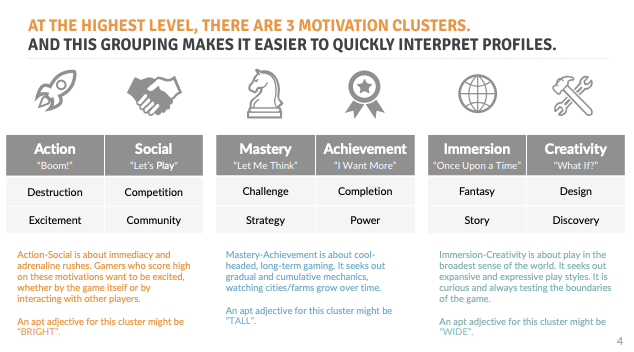 AT THE HIGHEST LEVEL, THERE ARE 3 MOTIVATION CLUSTERS.
AND THIS GROUPING MAKES IT EASIER TO QUICKLY INTERPRET PROFILES.
Action Social Mastery Achievement Immersion Creativity
"Boom!" "Let's Play" "Let Me Think" "I Want More" "Once Upon a Time" "What If?"
Destruction Competition Challenge Completion Fantasy Design
Excitement Community Strategy Power Story Discovery
Action-Social is about immediacy and
adrenaline rushes. Gamers who score high
on these motivations want to be excited,
whether by the game itself or by
interacting with other players.
An apt adjective for this cluster might be
"BRIGHT".
Mastery-Achievement is about cool-
headed, long-term gaming. It seeks out
gradual and cumulative mechanics,
watching cities/farms grow over time.
An apt adjective for this cluster might be
"TALL".
Immersion-Creativity is about play in the
broadest sense of the world. It seeks out
expansive and expressive play styles. It is
curious and always testing the boundaries
of the game.
An apt adjective for this cluster might be
"WIDE".
4